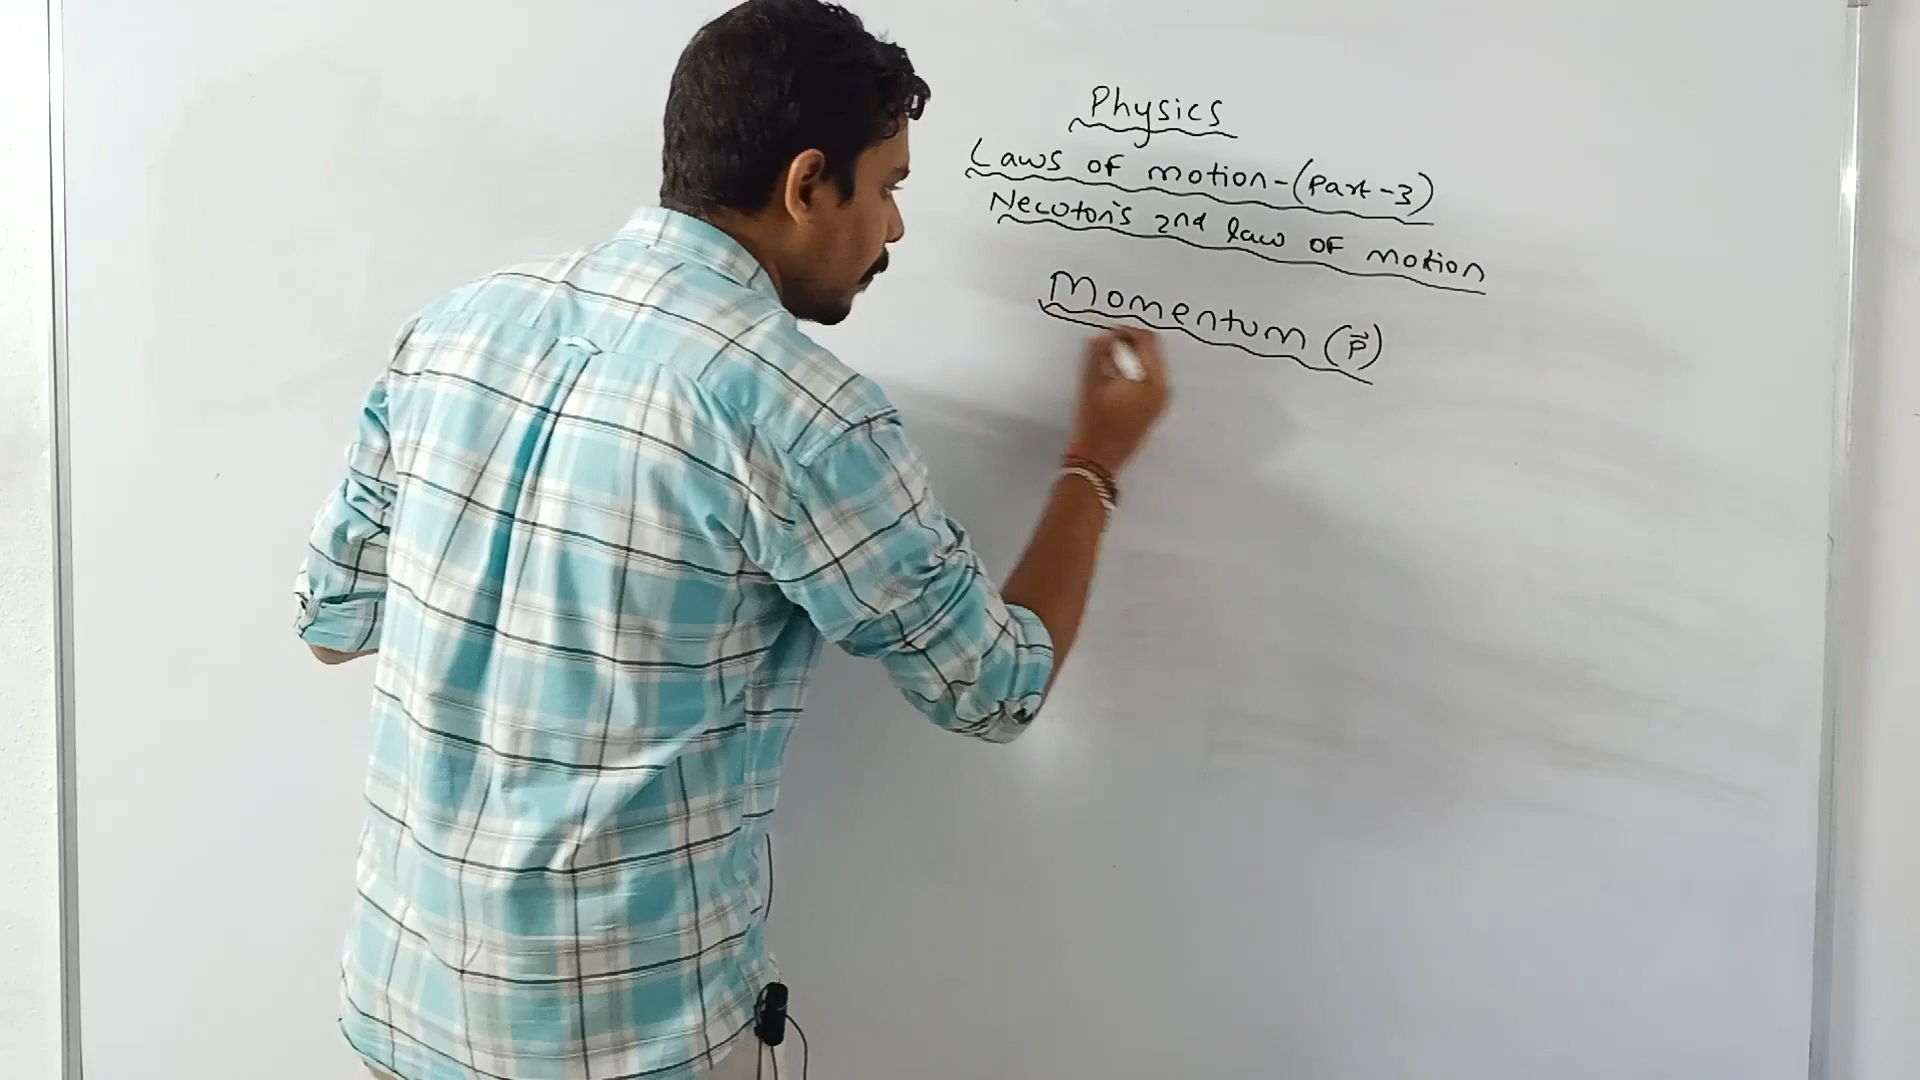 Physics
Laws of motion-(Part-3)
Newton's 2nd law of motion
Momentum (p⃗)